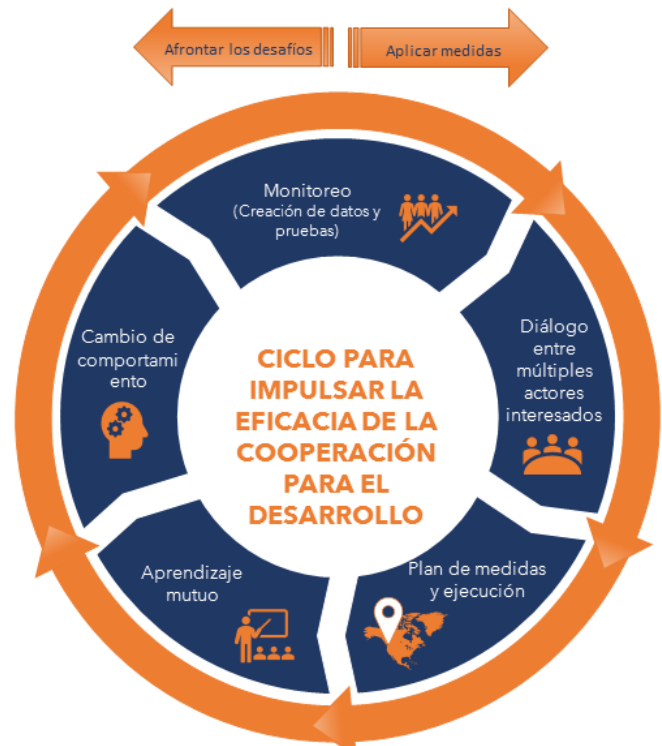 Afrontar los desafíos
Aplicar medidas
Monitoreo
(Creación de datos y
pruebas)
Diálogo
entre
múltiples
actores
interesados
Plan de medidas
y ejecución
Aprendizaje
mutuo
Cambio de
comportami
ento
CICLO PARA
IMPULSAR LA
EFICACIA DE LA
COOPERACIÓN
PARA EL
DESARROLLO